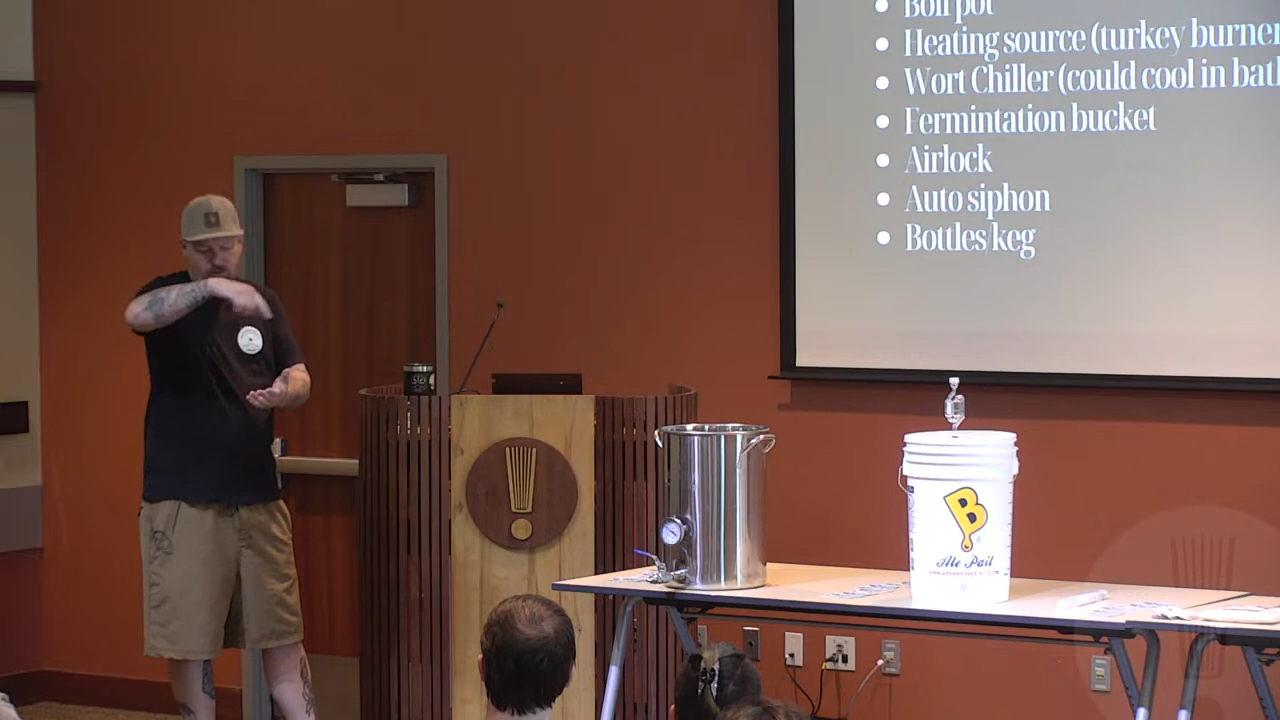 Boil pot
Heating source (turkey burner
Wort Chiller (could cool in bat
Fermintation bucket
Airlock
Auto siphon
Bottles/keg
B
Ale Pail